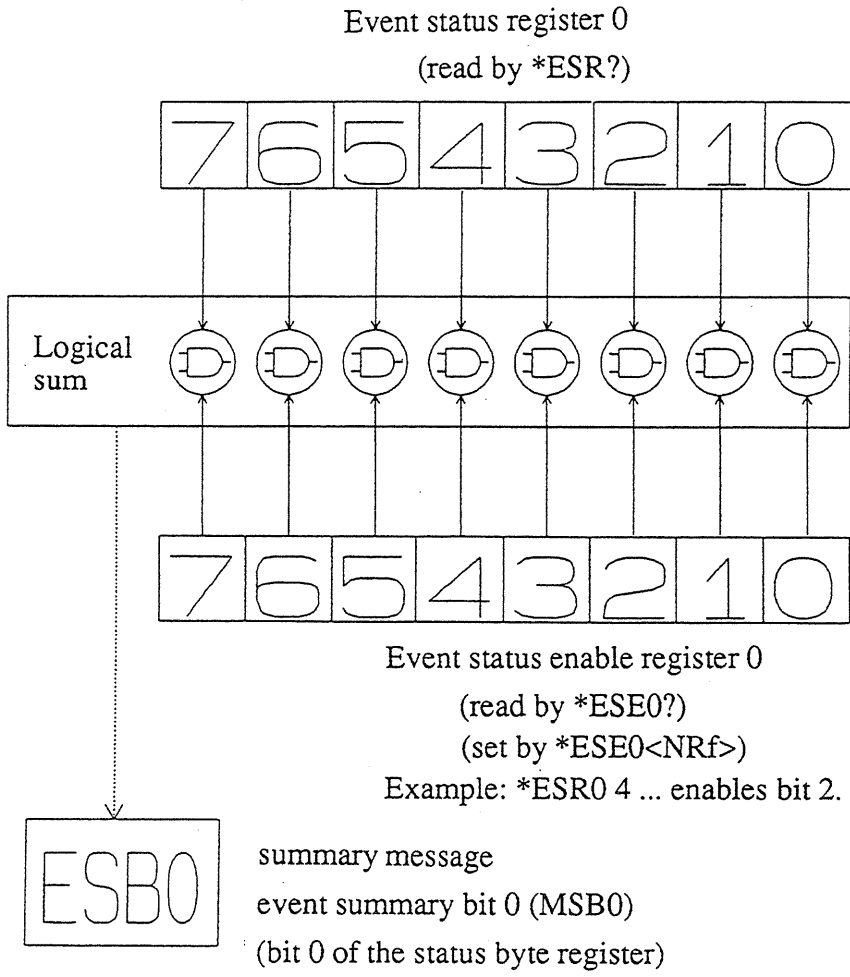 Event status register 0
(read by *ESR?)
7 6 5 4 3 2 1 0
Logical
sum
7 6 5 4 3 2 1 0
Event status enable register 0
(read by *ESE0?)
(set by *ESE0<NRf>)
Example: *ESR0 4 ... enables bit 2.
ESB0
summary message
event summary bit 0 (MSB0)
(bit 0 of the status byte register)